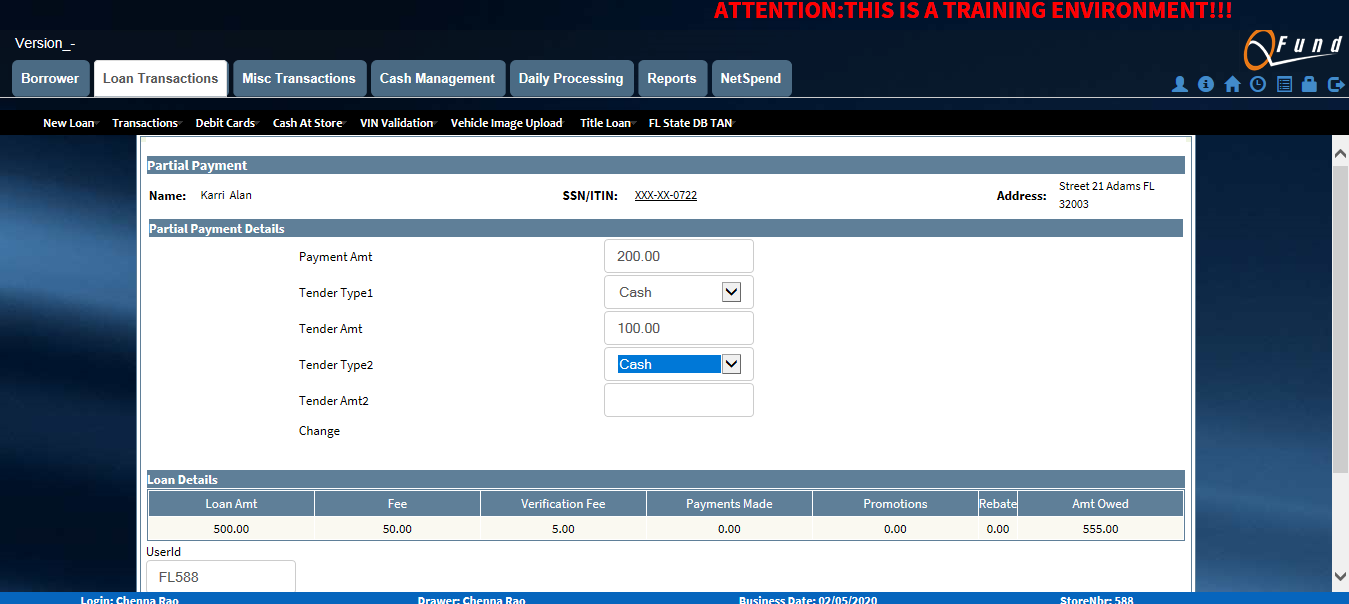 ATTENTION:THIS IS A TRAINING ENVIRONMENT!!!
Version_-
QFund
Borrower Loan Transactions Misc Transactions Cash Management Daily Processing Reports NetSpend
New Loan Transactions Debit Cards Cash At Store VIN Validation Vehicle Image Upload Title Loan FL State DB TAN
Partial Payment
Name: Karri Alan SSN/ITIN: XXX-XX-0722 Address: Street 21 Adams FL
32003
Partial Payment Details
Payment Amt 200.00
Tender Type1 Cash
Tender Amt 100.00
Tender Type2 Cash
Tender Amt2
Change
Loan Details
Loan Amt Fee Verification Fee Payments Made Promotions Rebate Amt Owed
500.00 50.00 5.00 0.00 0.00 0.00 555.00
UserId
FL588
Login: Chenna Rao Drawer: Chenna Rao Business Date: 02/05/2020 StoreNbr: 588